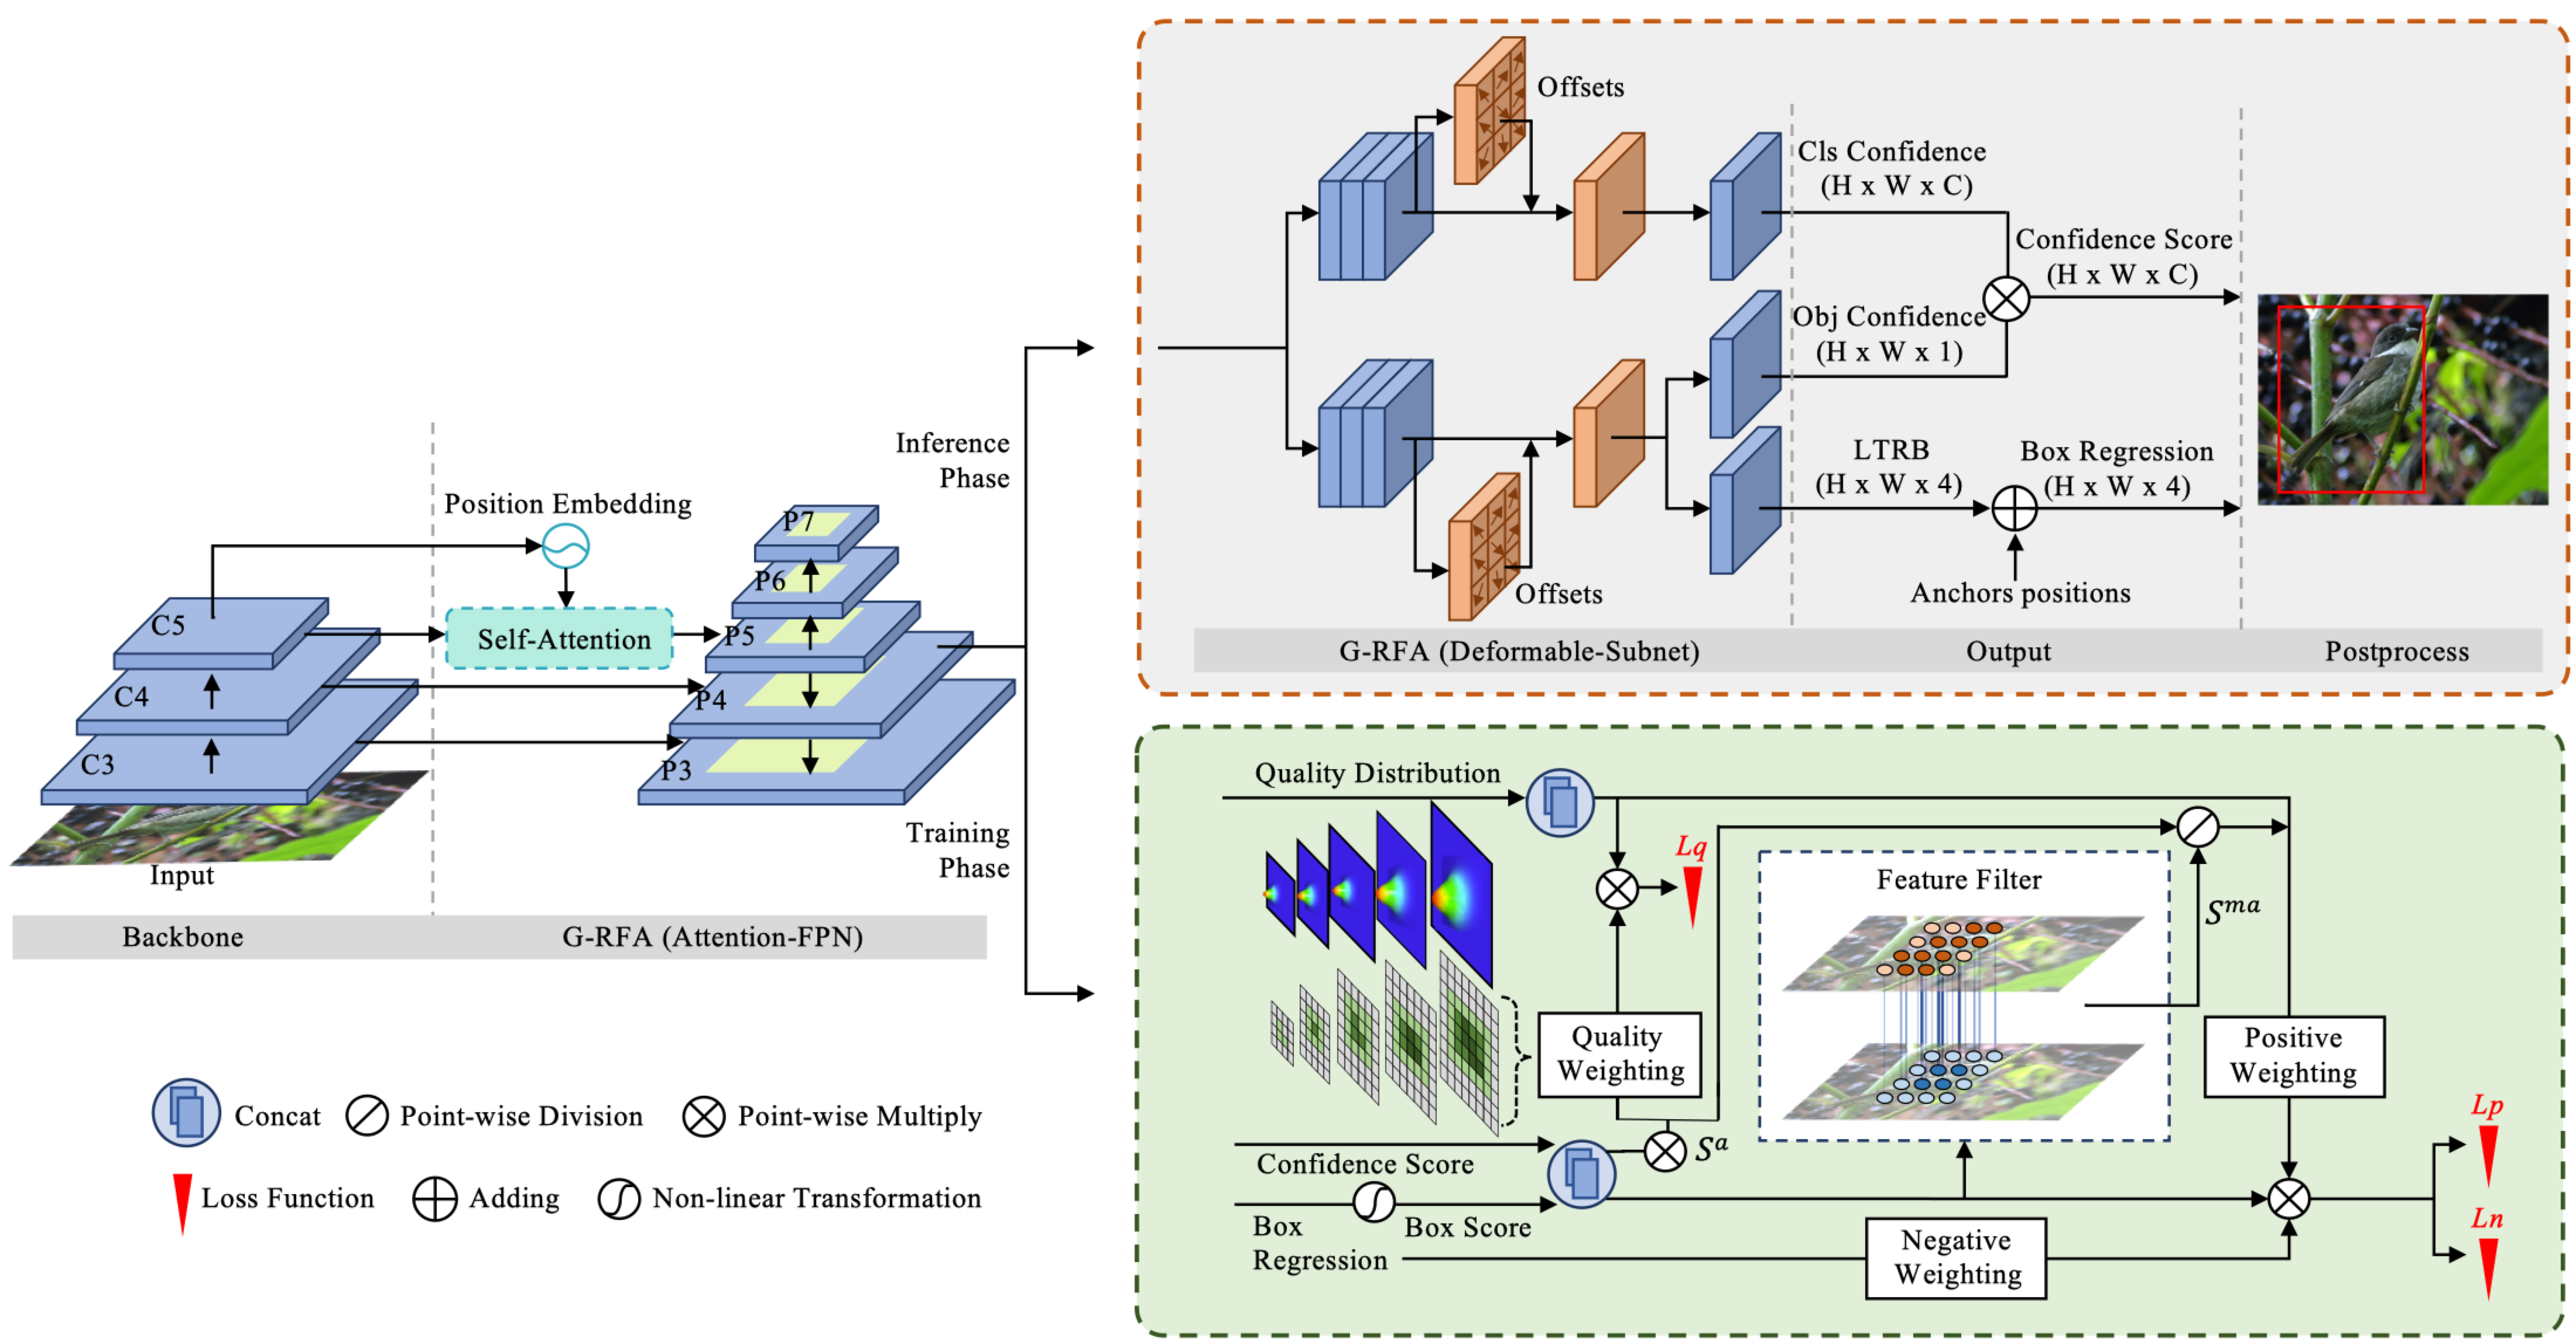 C5
C4
C3
Input
Position Embedding
Self-Attention
P7
P6
P5
P4
P3
Backbone
G-RFA (Attention-FPN)
Inference
Phase
Training
Phase
Concat
Point-wise Division
Point-wise Multiply
Loss Function
Adding
Non-linear Transformation
Offsets
Offsets
Cls Confidence
(H x W x C)
Obj Confidence
(H x W x 1)
Confidence Score
(H x W x C)
LTRB
(H x W x 4)
Box Regression
(H x W x 4)
Anchors positions
G-RFA (Deformable-Subnet)
Output
Postprocess
Quality Distribution
Lq
Feature Filter
S^ma
Quality
Weighting
Positive
Weighting
S^a
Confidence Score
Box
Regression
Box Score
Negative
Weighting
Lp
Ln